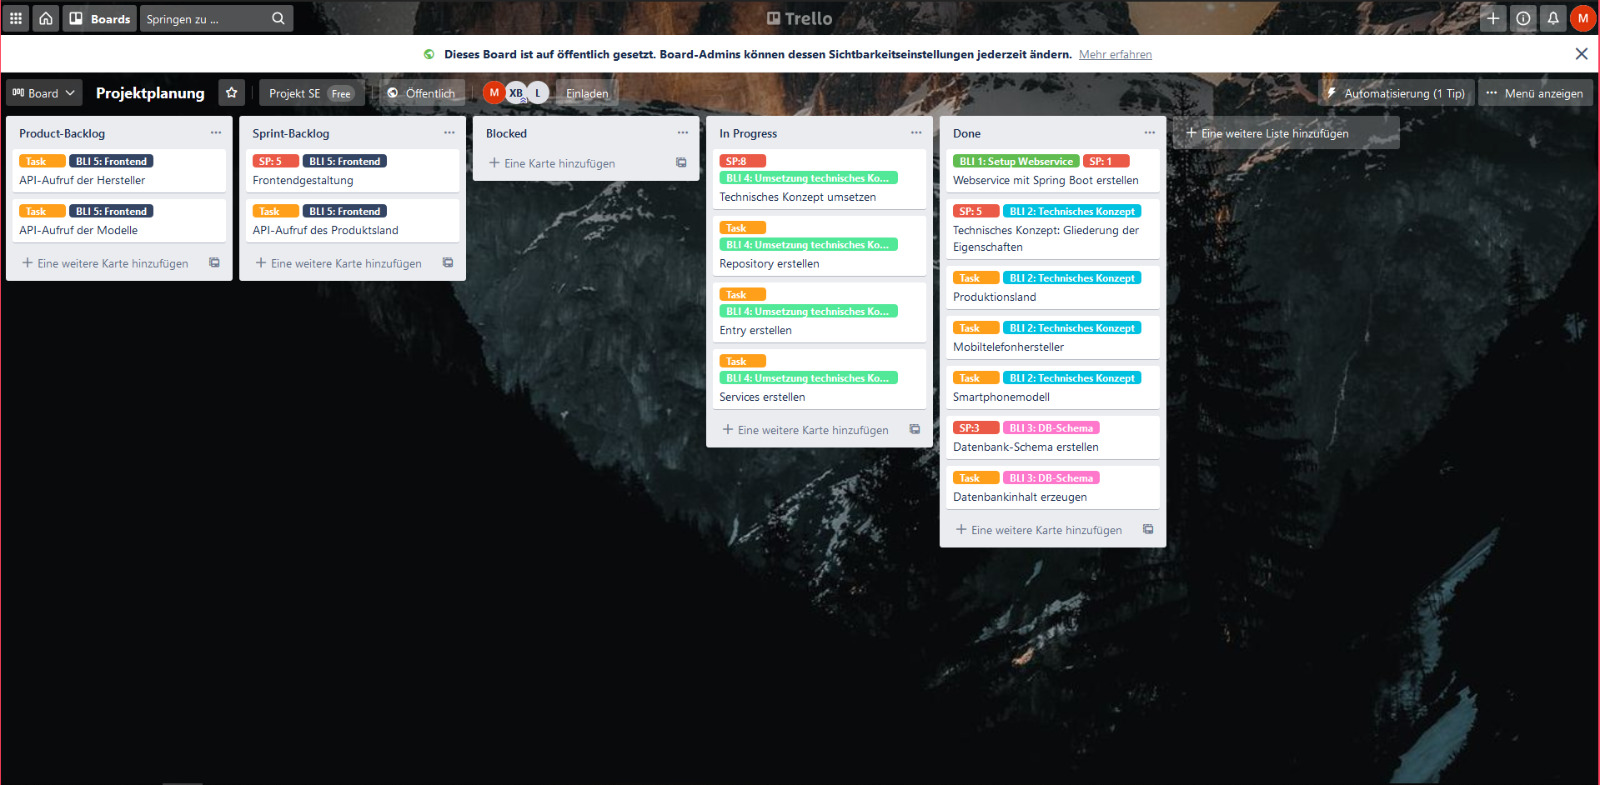 Boards
Springen zu ...
Trello
M
Dieses Board ist auf öffentlich gesetzt. Board-Admins können dessen Sichtbarkeitseinstellungen jederzeit ändern. Mehr erfahren
Board
Projektplanung
Projekt SE Free
Öffentlich
M XB L
Einladen
Automatisierung (1 Tip)
Menü anzeigen
Product-Backlog
Task BLI 5: Frontend
API-Aufruf der Hersteller
Task BLI 5: Frontend
API-Aufruf der Modelle
Eine weitere Karte hinzufügen
Sprint-Backlog
SP: 5 BLI 5: Frontend
Frontendgestaltung
Task BLI 5: Frontend
API-Aufruf des Produktsland
Eine weitere Karte hinzufügen
Blocked
Eine Karte hinzufügen
In Progress
SP:8
BLI 4: Umsetzung technisches Ko...
Technisches Konzept umsetzen
Task
BLI 4: Umsetzung technisches Ko...
Repository erstellen
Task
BLI 4: Umsetzung technisches Ko...
Entry erstellen
Task
BLI 4: Umsetzung technisches Ko...
Services erstellen
Eine weitere Karte hinzufügen
Done
BLI 1: Setup Webservice SP: 1
Webservice mit Spring Boot erstellen
SP: 5 BLI 2: Technisches Konzept
Technisches Konzept: Gliederung der
Eigenschaften
Task BLI 2: Technisches Konzept
Produktionsland
Task BLI 2: Technisches Konzept
Mobiltelefonhersteller
Task BLI 2: Technisches Konzept
Smartphonemodell
SP:3 BLI 3: DB-Schema
Datenbank-Schema erstellen
Task BLI 3: DB-Schema
Datenbankinhalt erzeugen
Eine weitere Karte hinzufügen
Eine weitere Liste hinzufügen